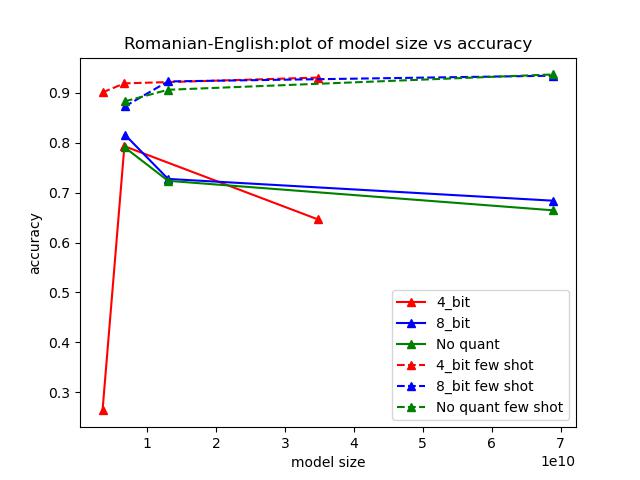 Romanian-English:plot of model size vs accuracy
accuracy
0.9
0.8
0.7
0.6
0.5
0.4
0.3
4_bit
8_bit
No quant
4_bit few shot
8_bit few shot
No quant few shot
1 2 3 4 5 6 7
1e10
model size